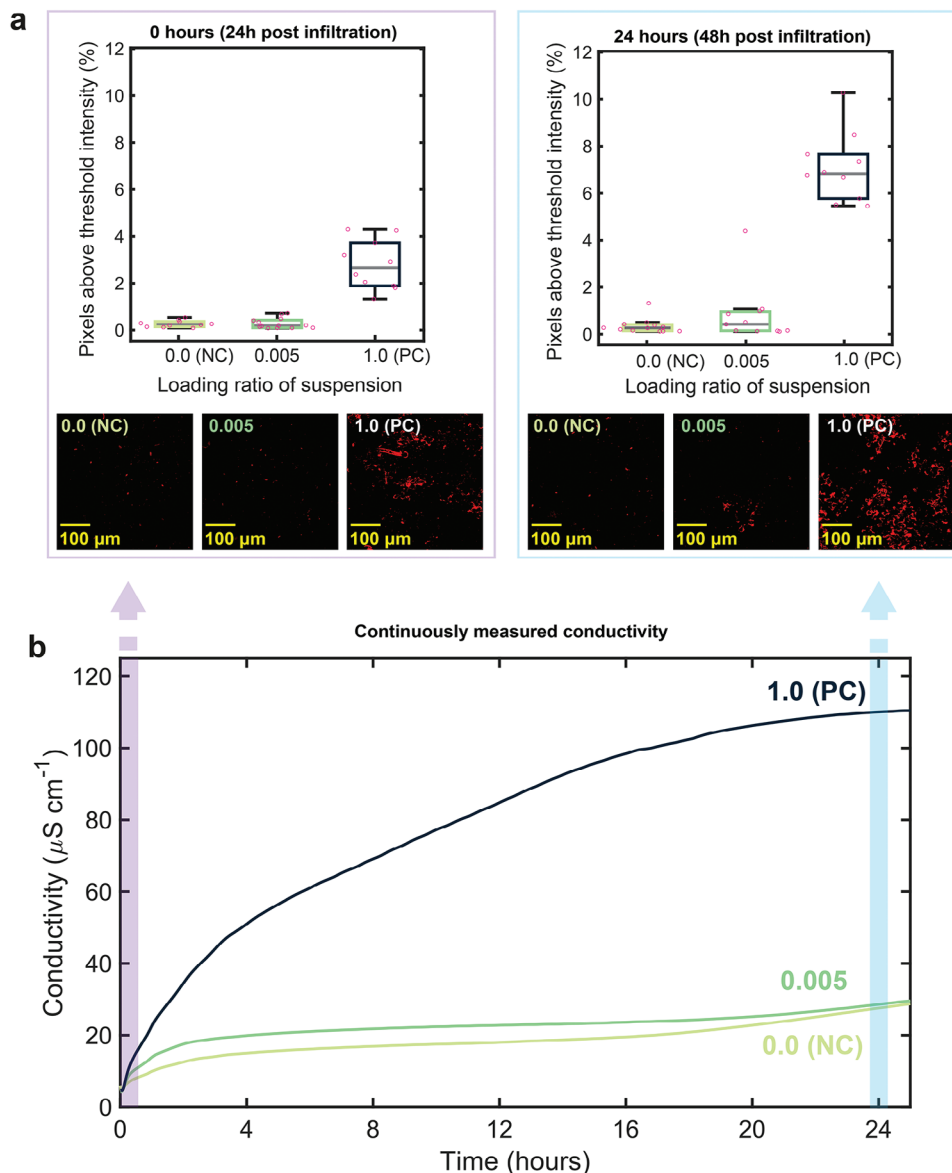 a
0 hours (24h post infiltration)
Pixels above threshold intensity (%)
12
10
8
6
4
2
0
0.0 (NC)
0.005
1.0 (PC)
Loading ratio of suspension
0.0 (NC)
100 µm
0.005
100 µm
1.0 (PC)
100 µm
24 hours (48h post infiltration)
Pixels above threshold intensity (%)
12
10
8
6
4
2
0
0.0 (NC)
0.005
1.0 (PC)
Loading ratio of suspension
0.0 (NC)
100 µm
0.005
100 µm
1.0 (PC)
100 µm
b
Continuously measured conductivity
Conductivity (µS cm⁻¹)
120
100
80
60
40
20
0
1.0 (PC)
0.005
0.0 (NC)
0
4
8
12
16
20
24
Time (hours)